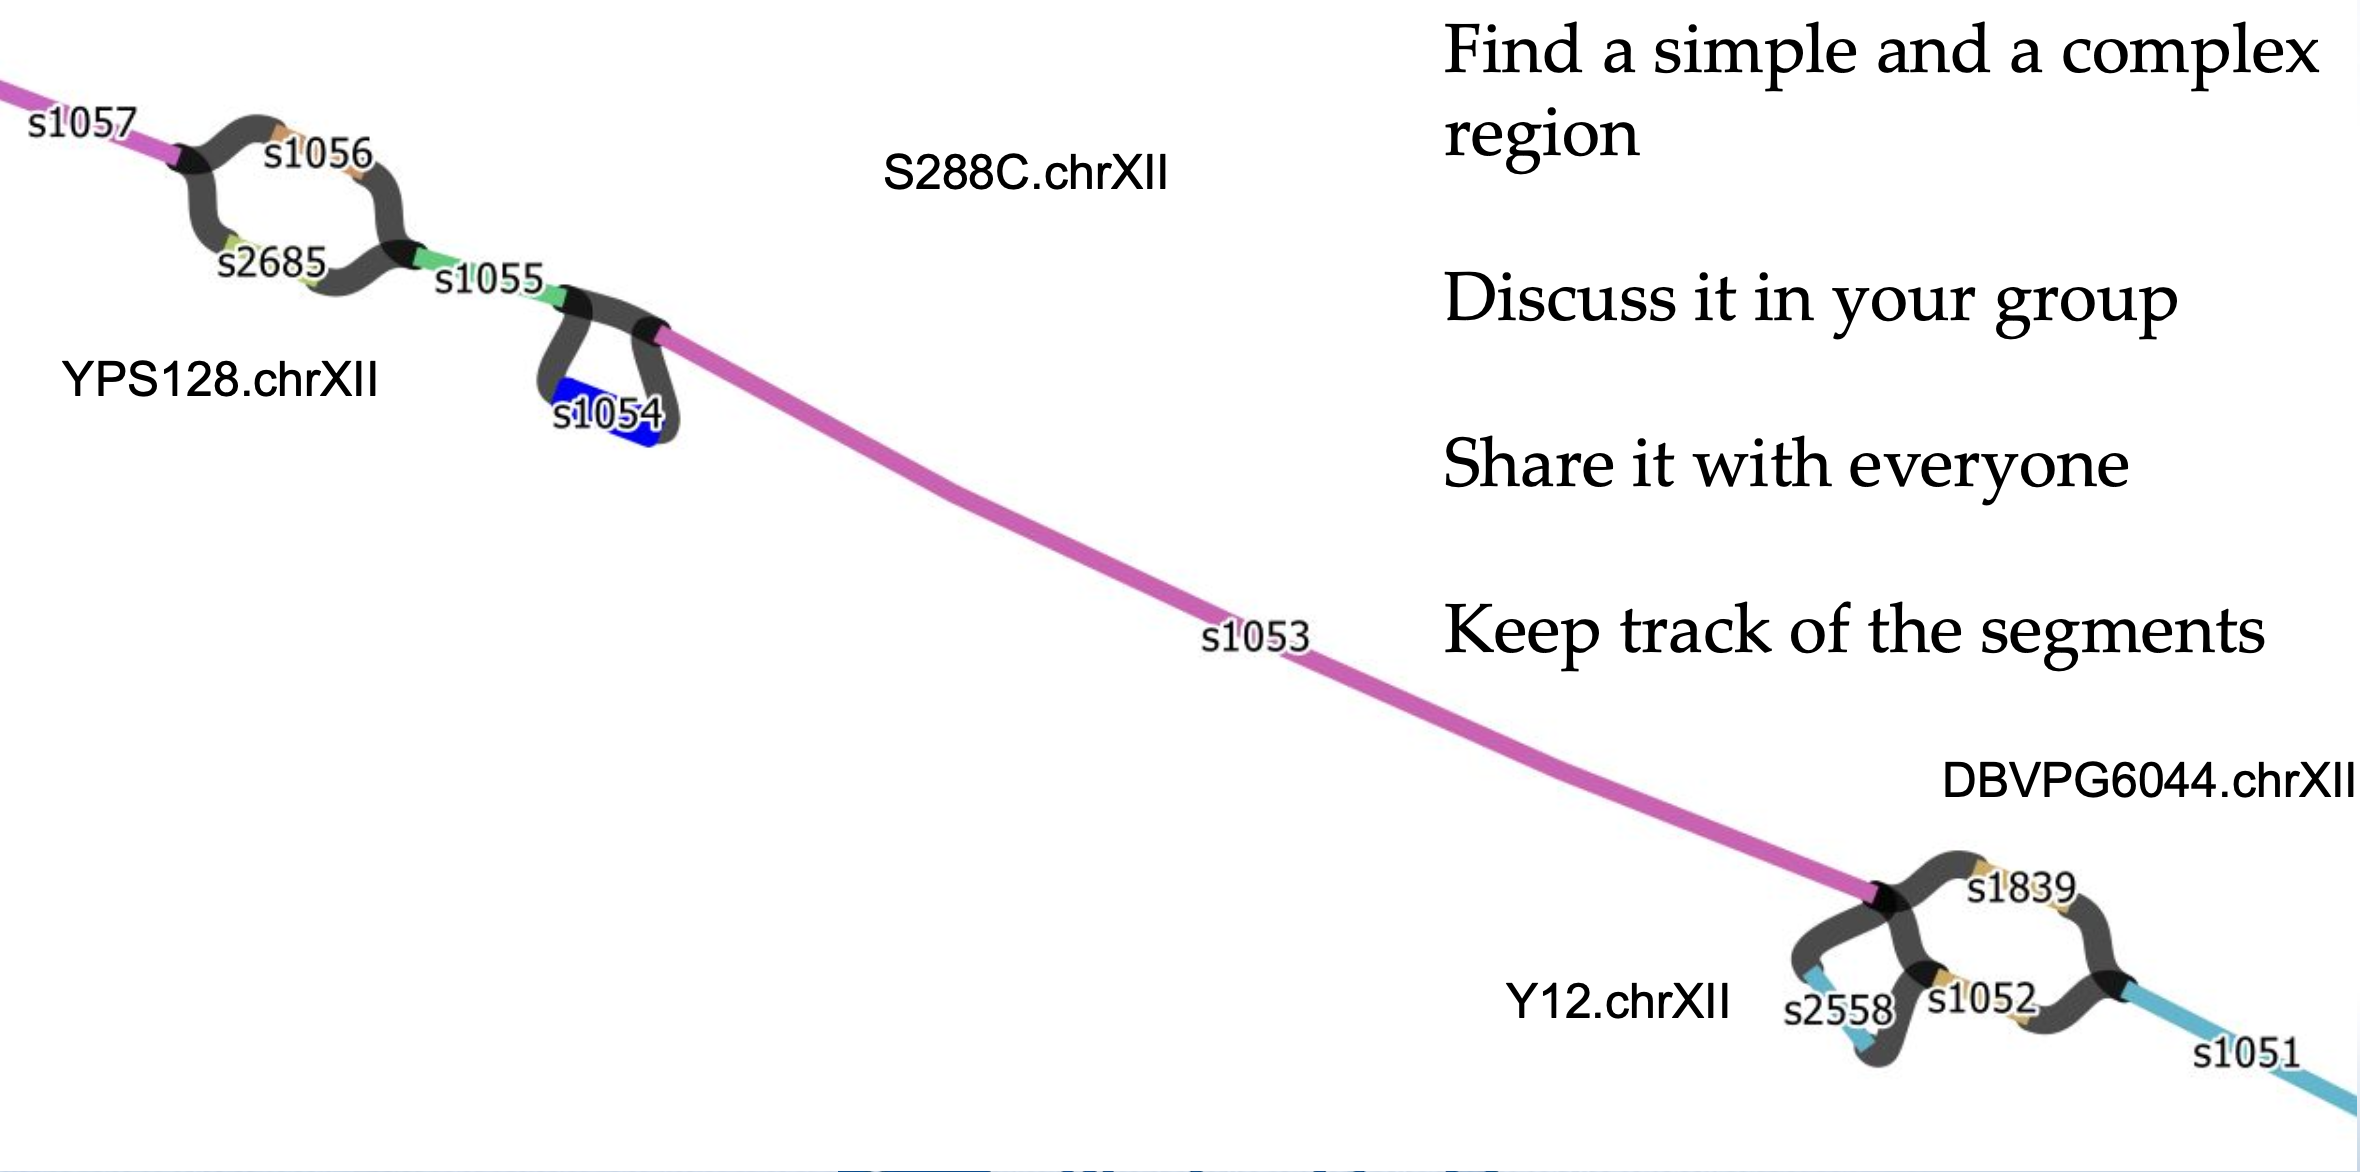 Find a simple and a complex
region
Discuss it in your group
Share it with everyone
Keep track of the segments
s1057
s1056
S288C.chrXII
s2685
s1055
YPS128.chrXII
s1054
s1053
DBVPG6044.chrXII
s1839
Y12.chrXII
s2558
s1052
s1051